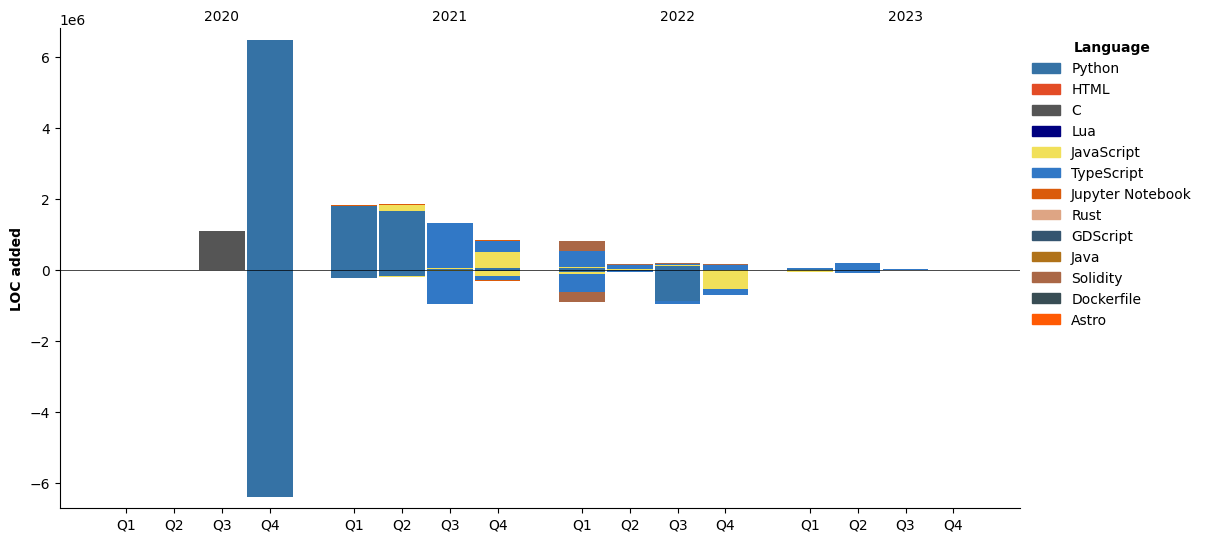 2020 2021 2022 2023
1e6
6
4
2
0
−2
−4
−6
LOC added
Q1 Q2 Q3 Q4 Q1 Q2 Q3 Q4 Q1 Q2 Q3 Q4 Q1 Q2 Q3 Q4
Language
Python
HTML
C
Lua
JavaScript
TypeScript
Jupyter Notebook
Rust
GDScript
Java
Solidity
Dockerfile
Astro